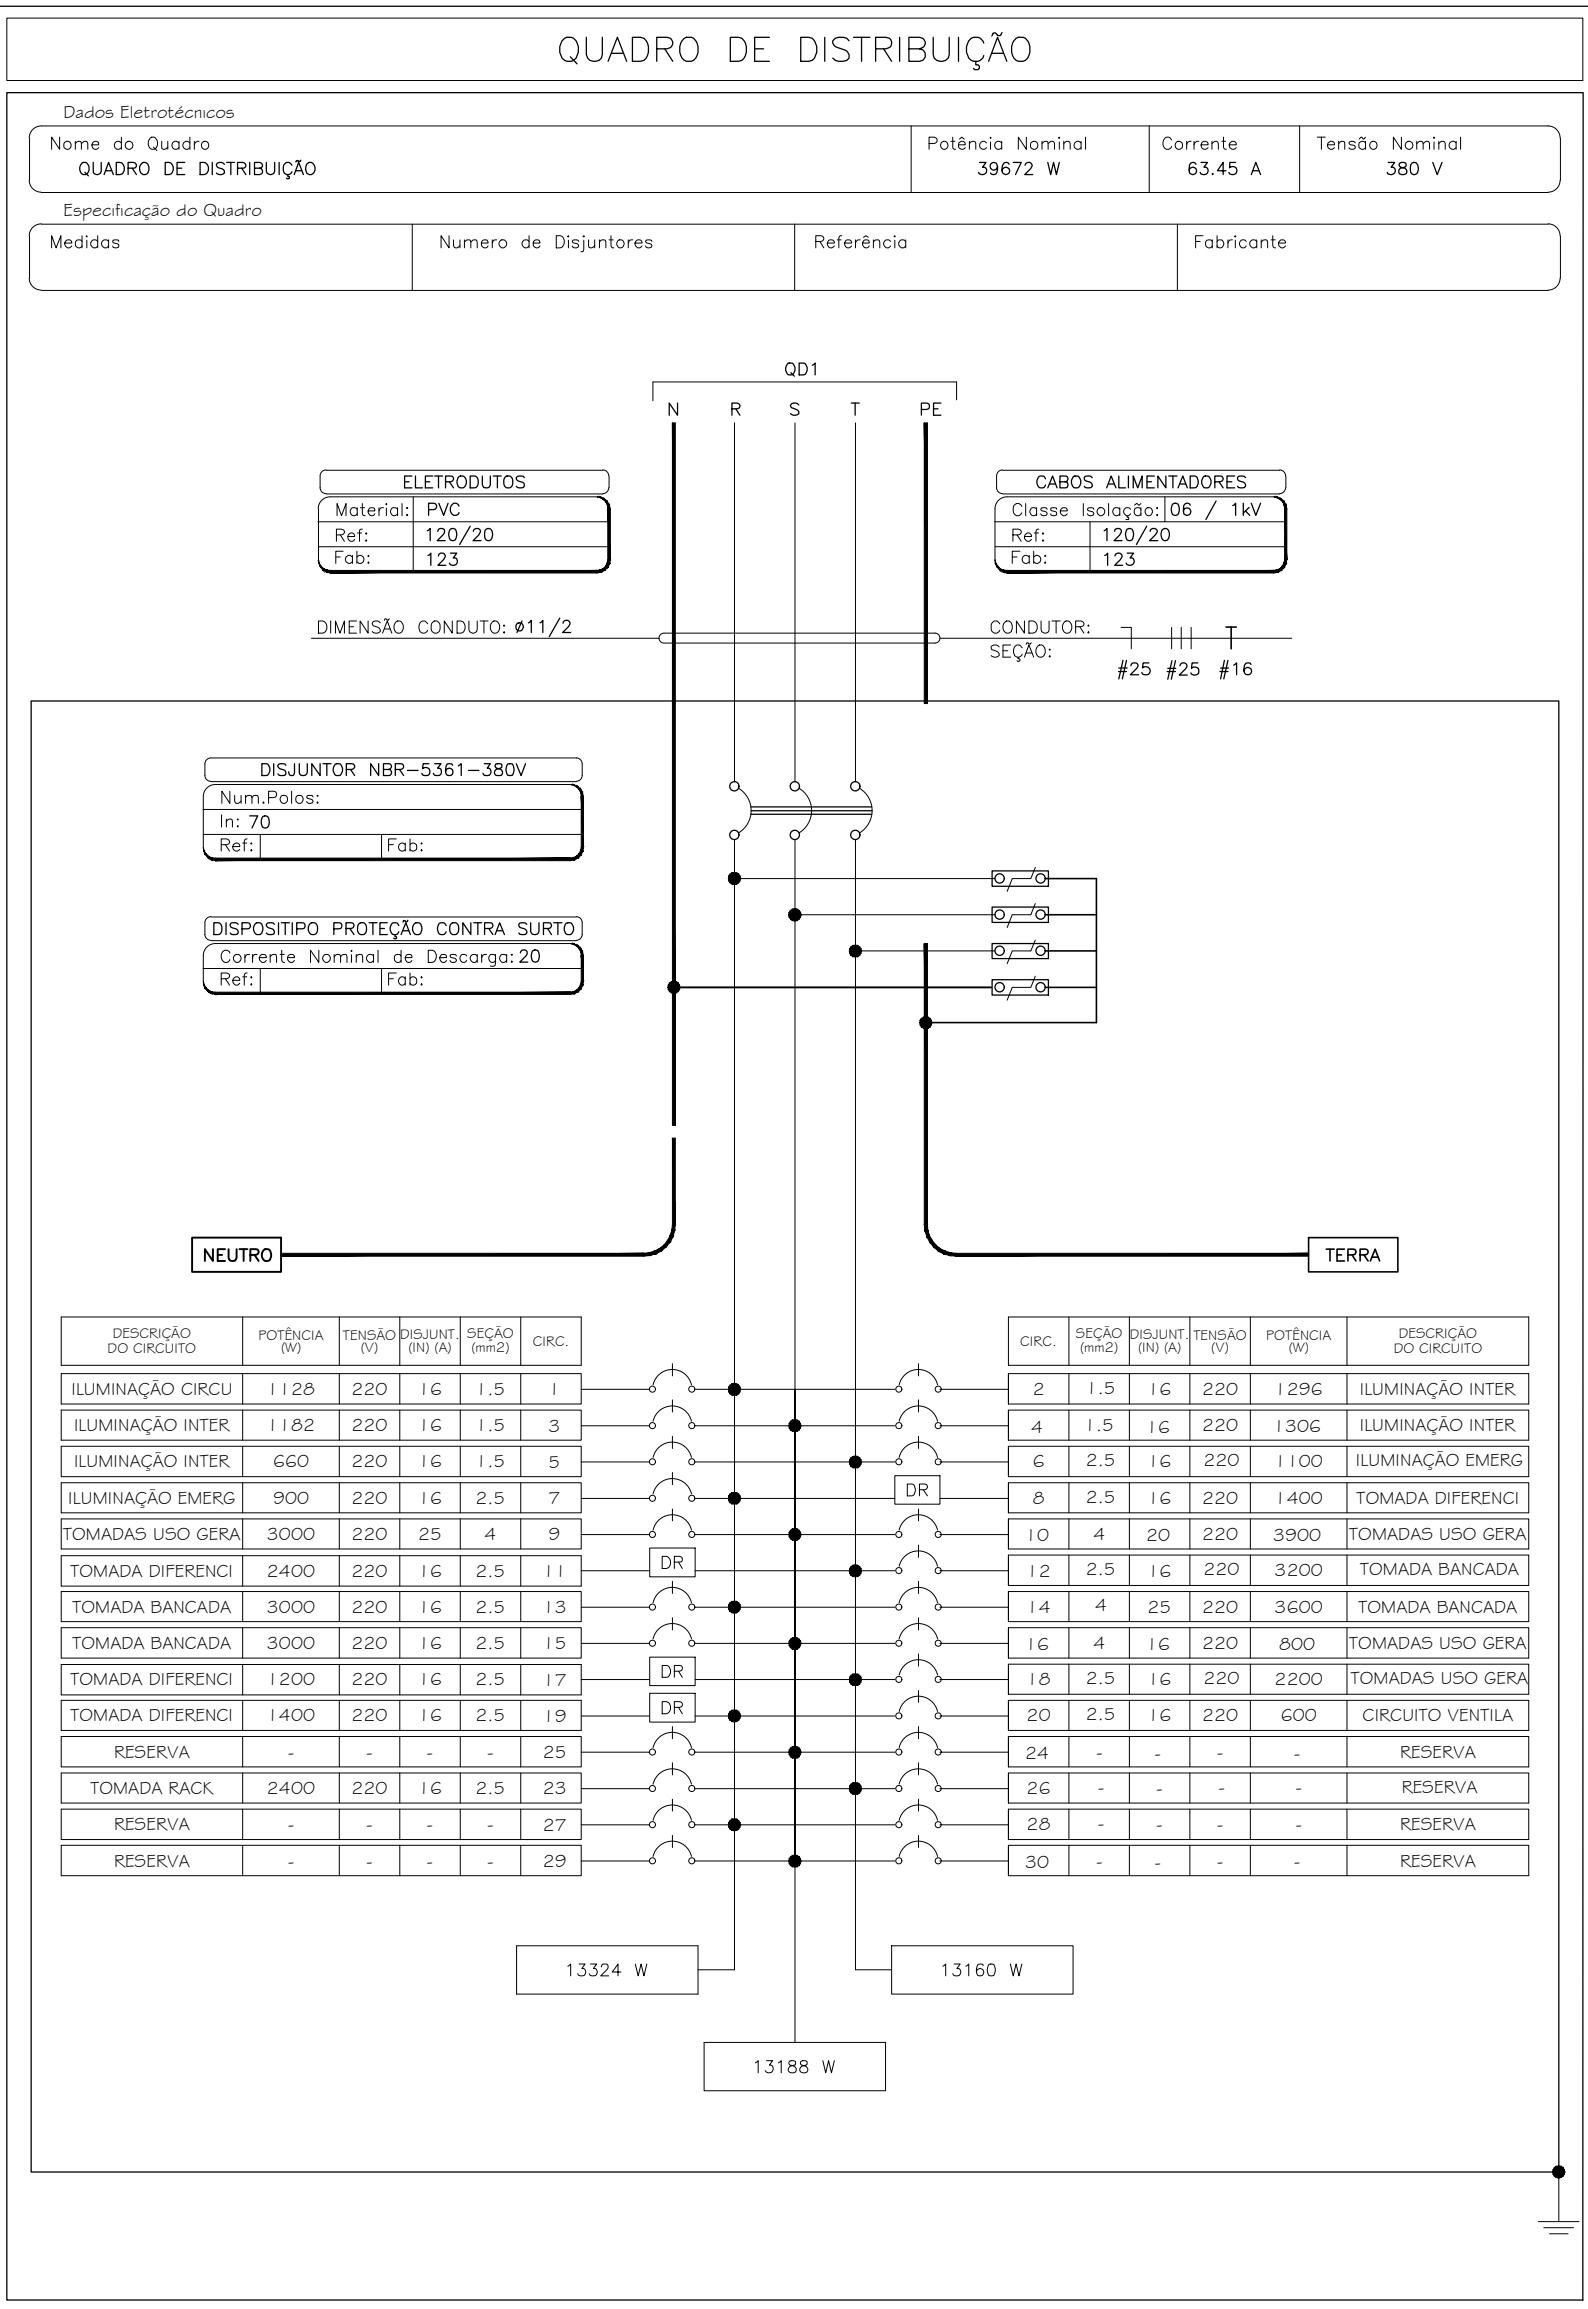 QUADRO DE DISTRIBUIÇÃO
Dados Eletrotécnicos
Nome do Quadro Potência Nominal Corrente Tensão Nominal
QUADRO DE DISTRIBUIÇÃO 39672 W 63.45 A 380 V
Especificação do Quadro
Medidas Numero de Disjuntores Referência Fabricante
QD1
N R S T PE
ELETRODUTOS
Material: PVC
Ref: 120/20
Fab: 123
CABOS ALIMENTADORES
Classe Isolação: 06 / 1kV
Ref: 120/20
Fab: 123
DIMENSÃO CONDUTO: ø11/2
CONDUTOR:
SEÇÃO:
#25 #25 #16
DISJUNTOR NBR-5361-380V
Num.Polos:
In: 70
Ref: Fab:
DISPOSITIPO PROTEÇÃO CONTRA SURTO
Corrente Nominal de Descarga: 20
Ref: Fab:
NEUTRO TERRA
DESCRIÇÃO DO CIRCUITO POTÊNCIA (W) TENSÃO (V) DISJUNT. (IN) (A) SEÇÃO (mm2) CIRC. CIRC. SEÇÃO (mm2) DISJUNT. (IN) (A) TENSÃO (V) POTÊNCIA (W) DESCRIÇÃO DO CIRCUITO
ILUMINAÇÃO CIRCU 1128 220 16 1.5 1 2 1.5 16 220 1296 ILUMINAÇÃO INTER
ILUMINAÇÃO INTER 1182 220 16 1.5 3 4 1.5 16 220 1306 ILUMINAÇÃO INTER
ILUMINAÇÃO INTER 660 220 16 1.5 5 6 2.5 16 220 1100 ILUMINAÇÃO EMERG
ILUMINAÇÃO EMERG 900 220 16 2.5 7 DR 8 2.5 16 220 1400 TOMADA DIFERENCI
TOMADAS USO GERA 3000 220 25 4 9 10 4 20 220 3900 TOMADAS USO GERA
TOMADA DIFERENCI 2400 220 16 2.5 11 DR 12 2.5 16 220 3200 TOMADA BANCADA
TOMADA BANCADA 3000 220 16 2.5 13 14 4 25 220 3600 TOMADA BANCADA
TOMADA BANCADA 3000 220 16 2.5 15 16 4 16 220 800 TOMADAS USO GERA
TOMADA DIFERENCI 1200 220 16 2.5 17 DR 18 2.5 16 220 2200 TOMADAS USO GERA
TOMADA DIFERENCI 1400 220 16 2.5 19 DR 20 2.5 16 220 600 CIRCUITO VENTILA
RESERVA - - - - 25 24 - - - - RESERVA
TOMADA RACK 2400 220 16 2.5 23 26 - - - - RESERVA
RESERVA - - - - 27 28 - - - - RESERVA
RESERVA - - - - 29 30 - - - - RESERVA
13324 W 13160 W
13188 W